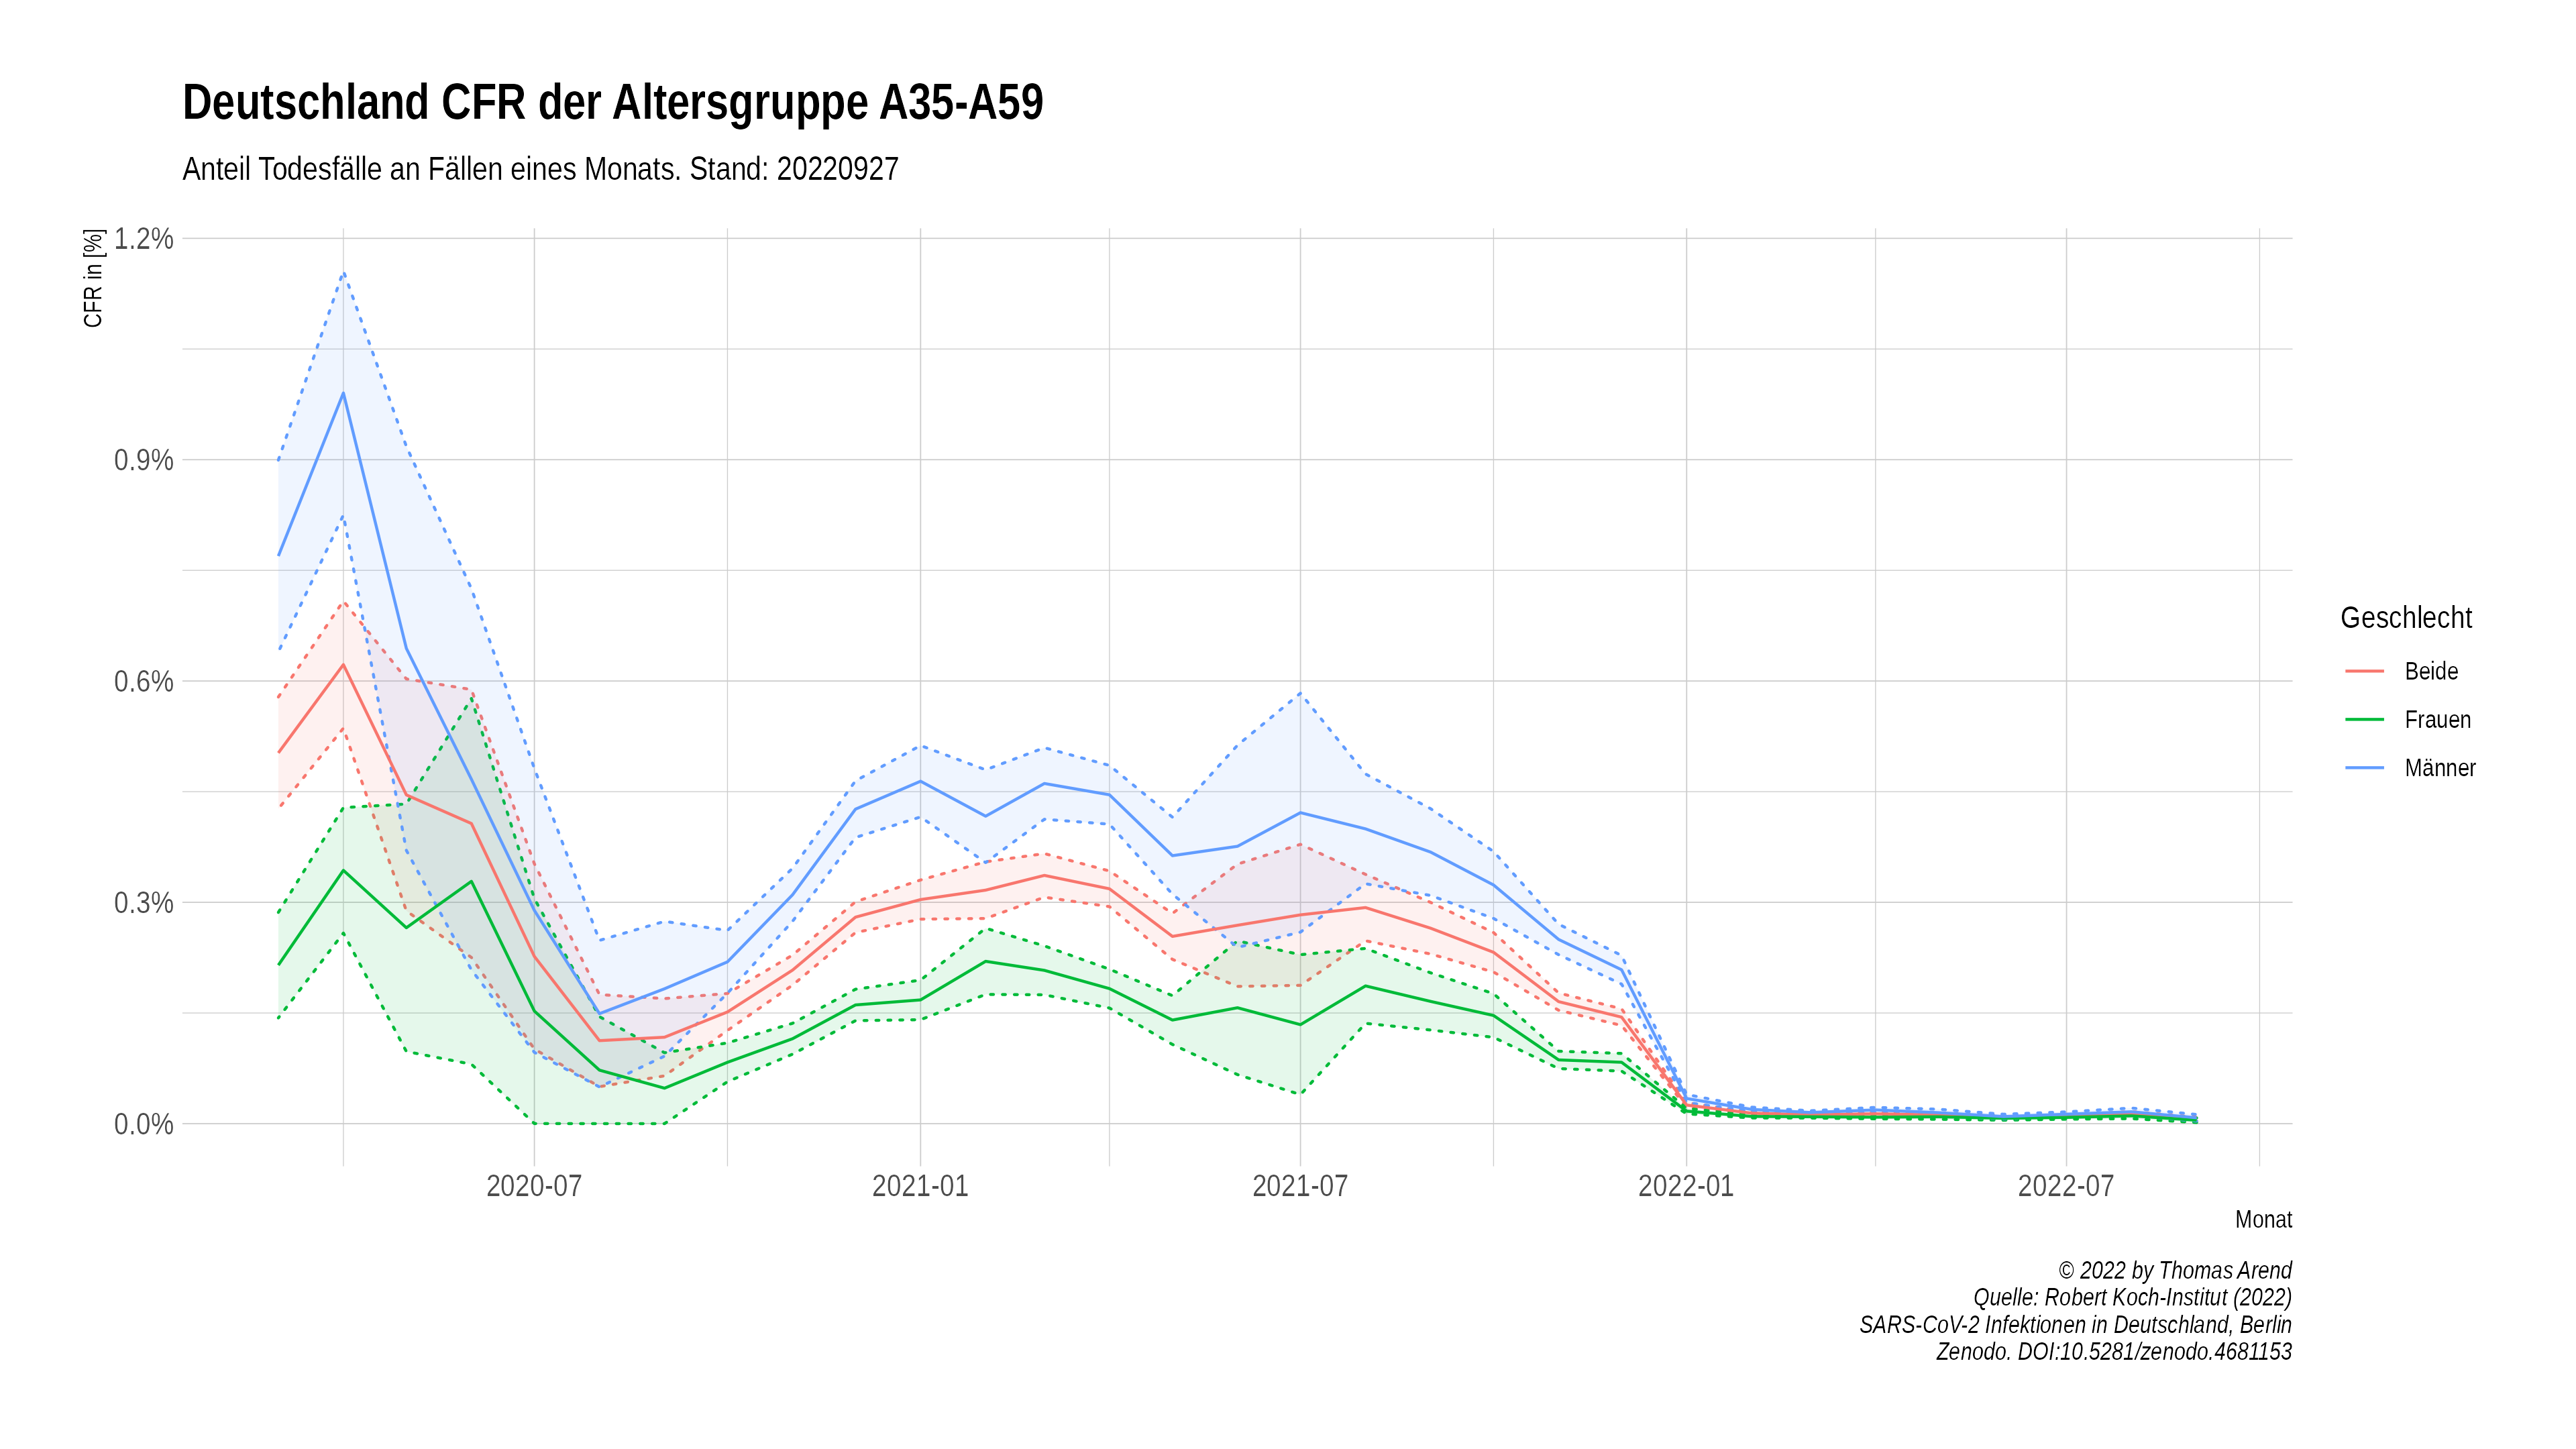 Deutschland CFR der Altersgruppe A35-A59
Anteil Todesfälle an Fällen eines Monats. Stand: 20220927
CFR in [%]
1.2%
0.9%
0.6%
0.3%
0.0%
2020-07
2021-01
2021-07
2022-01
2022-07
Monat
Geschlecht
Beide
Frauen
Männer
© 2022 by Thomas Arend
Quelle: Robert Koch-Institut (2022)
SARS-CoV-2 Infektionen in Deutschland, Berlin
Zenodo. DOI:10.5281/zenodo.4681153